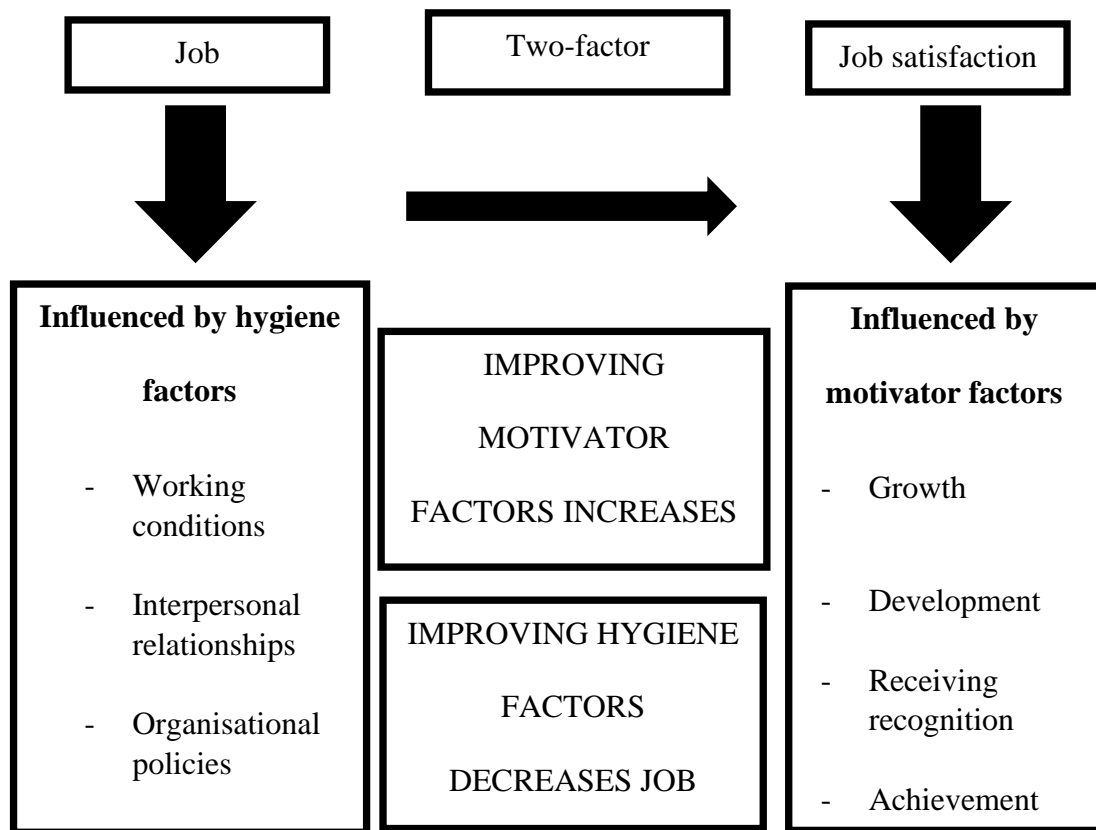 Job
Two-factor
Job satisfaction
Influenced by hygiene
factors
- Working
conditions
- Interpersonal
relationships
- Organisational
policies
IMPROVING
MOTIVATOR
FACTORS INCREASES
IMPROVING HYGIENE
FACTORS
DECREASES JOB
Influenced by
motivator factors
- Growth
- Development
- Receiving
recognition
- Achievement